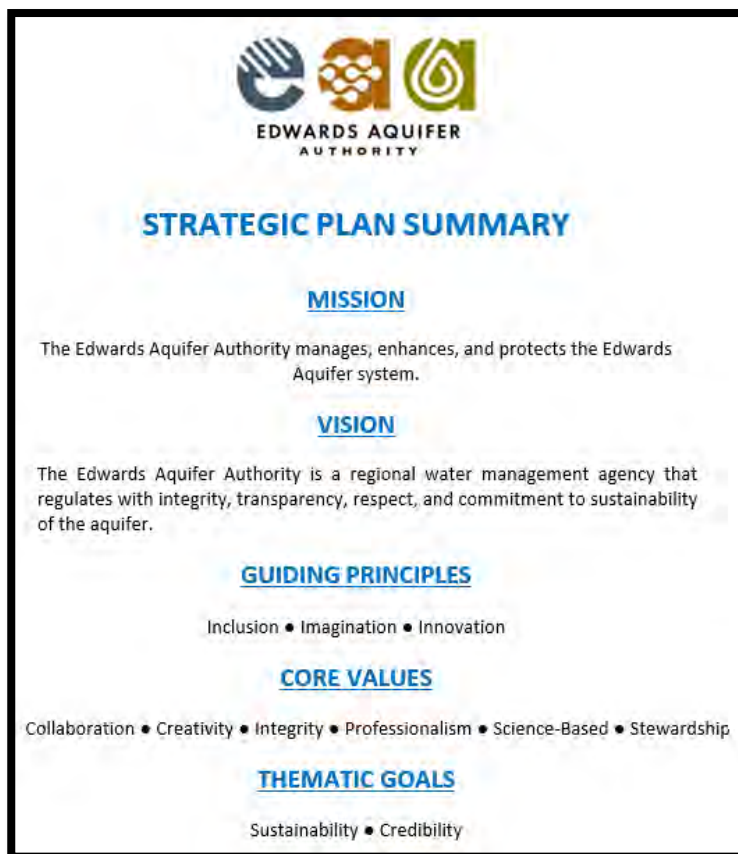 eaa
EDWARDS AQUIFER
AUTHORITY
STRATEGIC PLAN SUMMARY
MISSION
The Edwards Aquifer Authority manages, enhances, and protects the Edwards
Aquifer system.
VISION
The Edwards Aquifer Authority is a regional water management agency that
regulates with integrity, transparency, respect, and commitment to sustainability
of the aquifer.
GUIDING PRINCIPLES
Inclusion ● Imagination ● Innovation
CORE VALUES
Collaboration ● Creativity ● Integrity ● Professionalism ● Science-Based ● Stewardship
THEMATIC GOALS
Sustainability ● Credibility